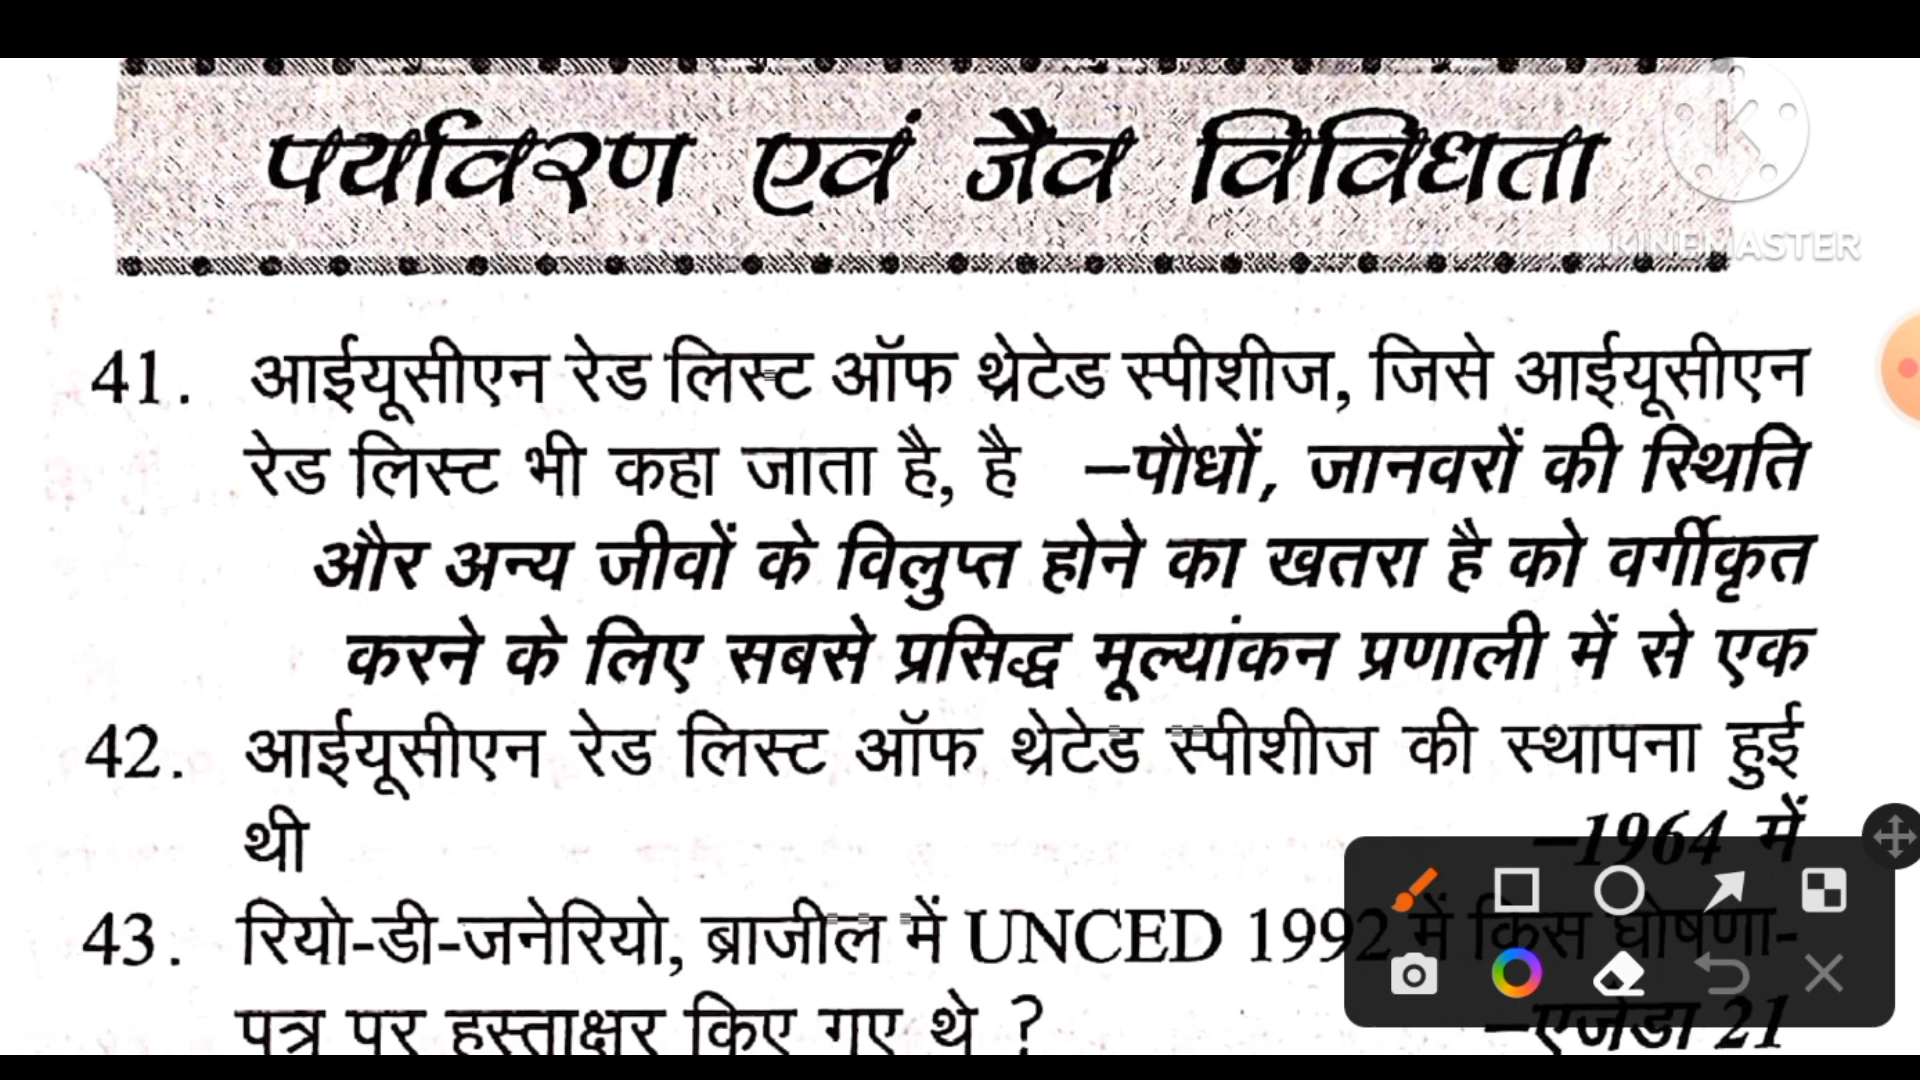 पर्यावरण एवं जैव विविधता
KINEMASTER
41. आईयूसीएन रेड लिस्ट ऑफ थ्रेटेड स्पीशीज, जिसे आईयूसीएन
रेड लिस्ट भी कहा जाता है, है –पौधों, जानवरों की स्थिति
और अन्य जीवों के विलुप्त होने का खतरा है को वर्गीकृत
करने के लिए सबसे प्रसिद्ध मूल्यांकन प्रणाली में से एक
42. आईयूसीएन रेड लिस्ट ऑफ थ्रेटेड स्पीशीज की स्थापना हुई
थी –1964 में
43. रियो-डी-जनेरियो, ब्राजील में UNCED 1992 में किस घोषणा-
पत्र पर हस्ताक्षर किए गए थे ? –एजेंडा 21